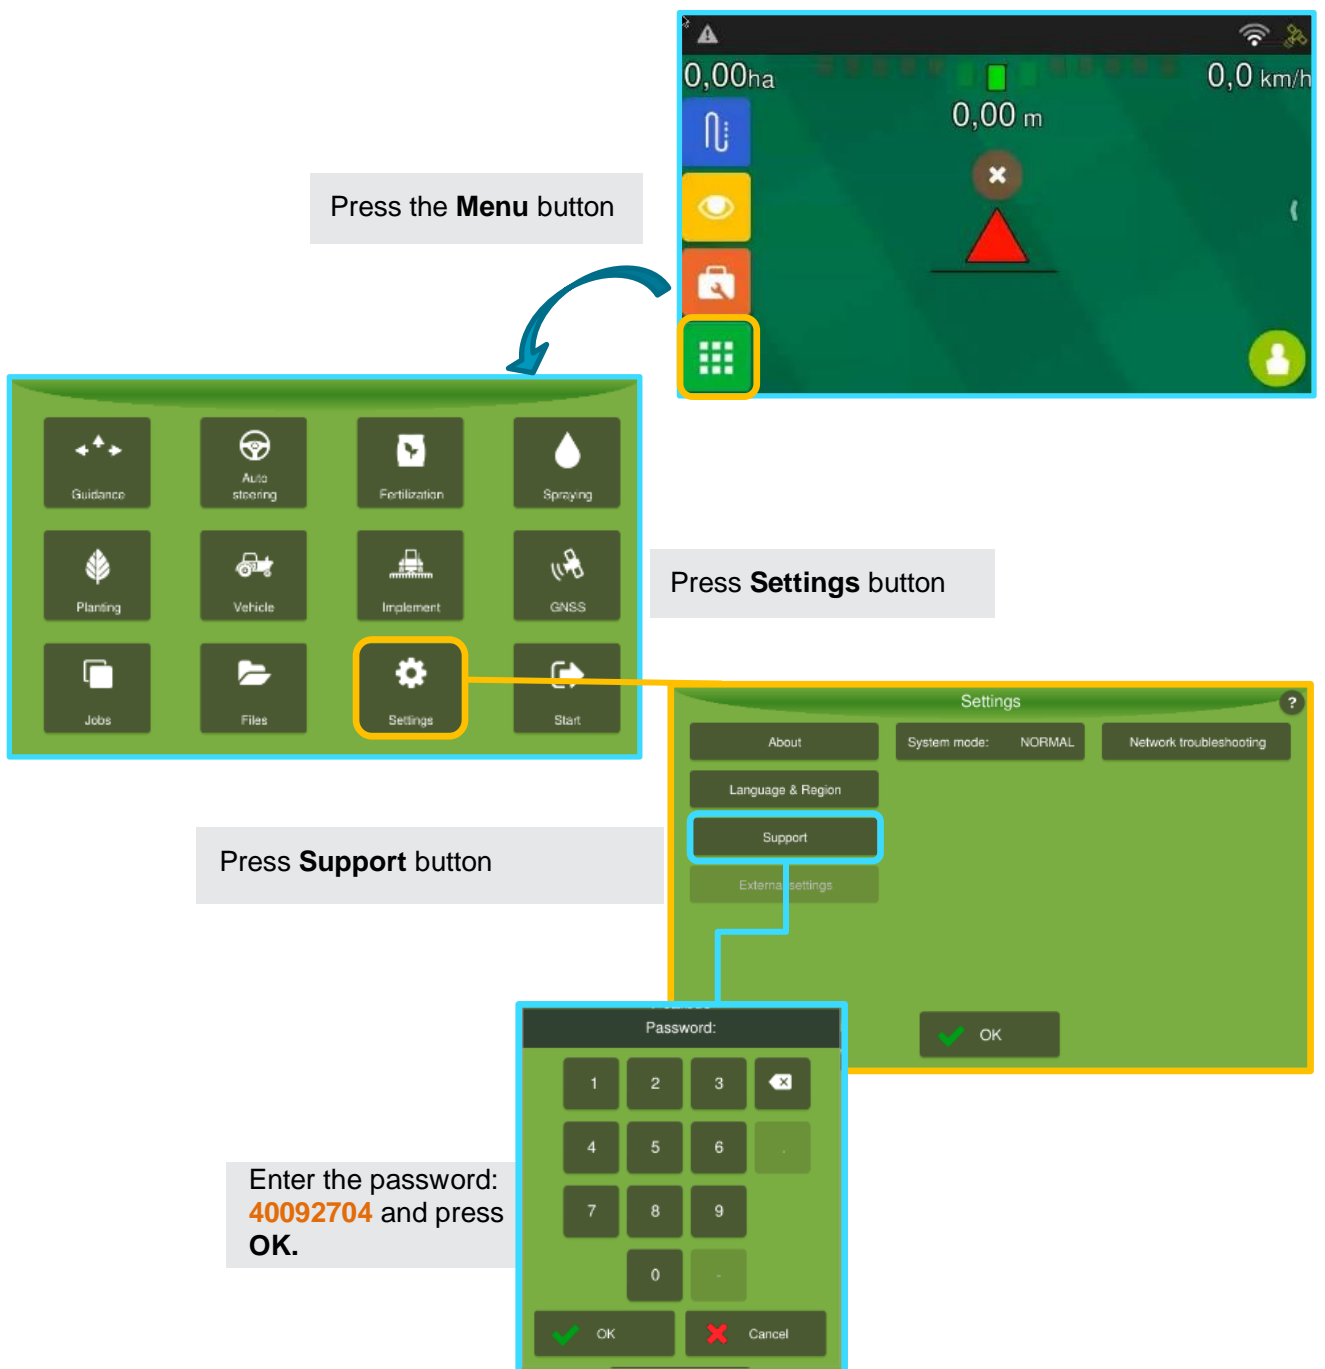 0,00ha
0,0 km/h
0,00 m
Press the Menu button
Guidance
Auto
steering
Fertilization
Spraying
Planting
Vehicle
Implement
GNSS
Press Settings button
Jobs
Files
Settings
Start
Settings
?
About
System mode: NORMAL
Network troubleshooting
Language & Region
Support
External settings
OK
Press Support button
Password:
1 2 3
4 5 6 .
7 8 9
0 -
OK Cancel
Enter the password:
40092704 and press
OK.